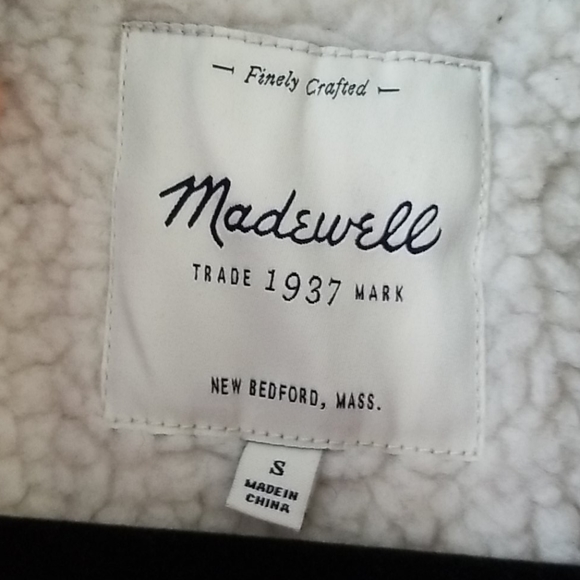 Finely Crafted
Madewell
TRADE 1937 MARK
NEW BEDFORD, MASS.
S
MADE IN
CHINA